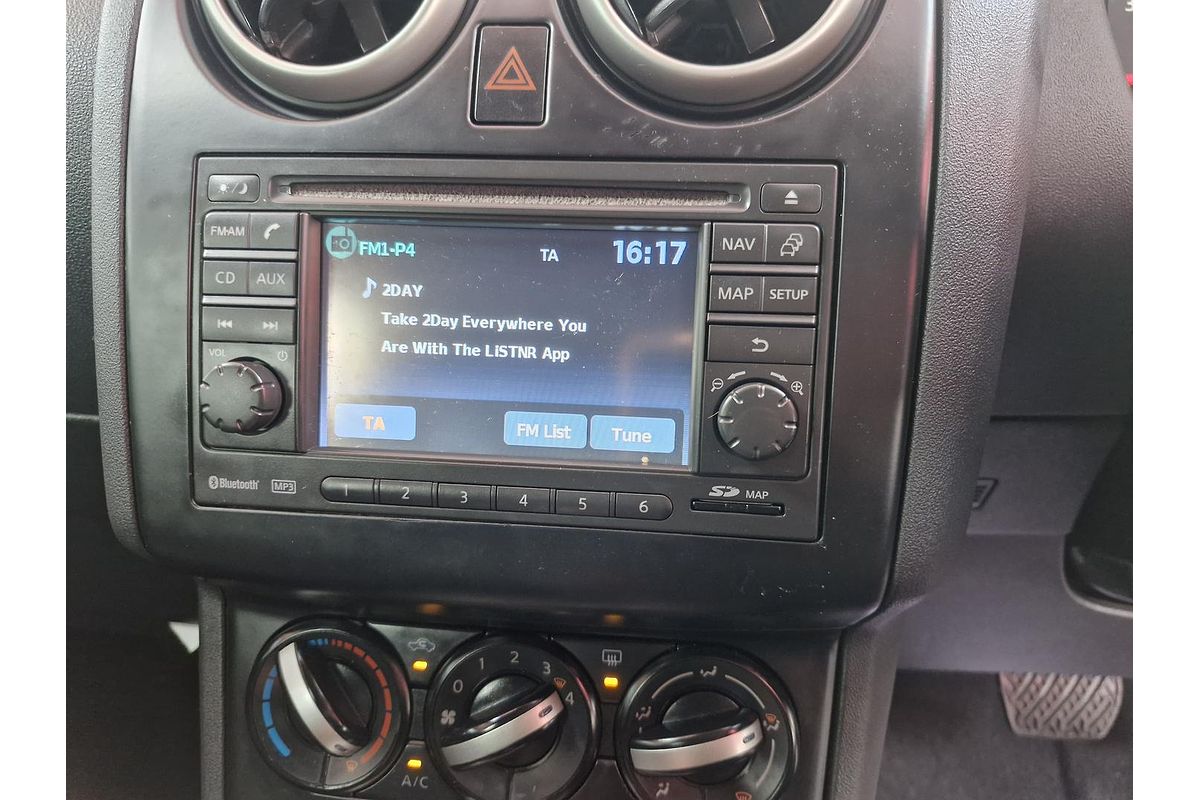 FM·AM
CD AUX
VOL
FM1-P4 TA 16:17
2DAY
Take 2Day Everywhere You
Are With The LiSTNR App
TA FM List Tune
NAV
MAP SETUP
Bluetooth MP3
1 2 3 4 5 6
SD MAP
0 1 2 3 4
A/C